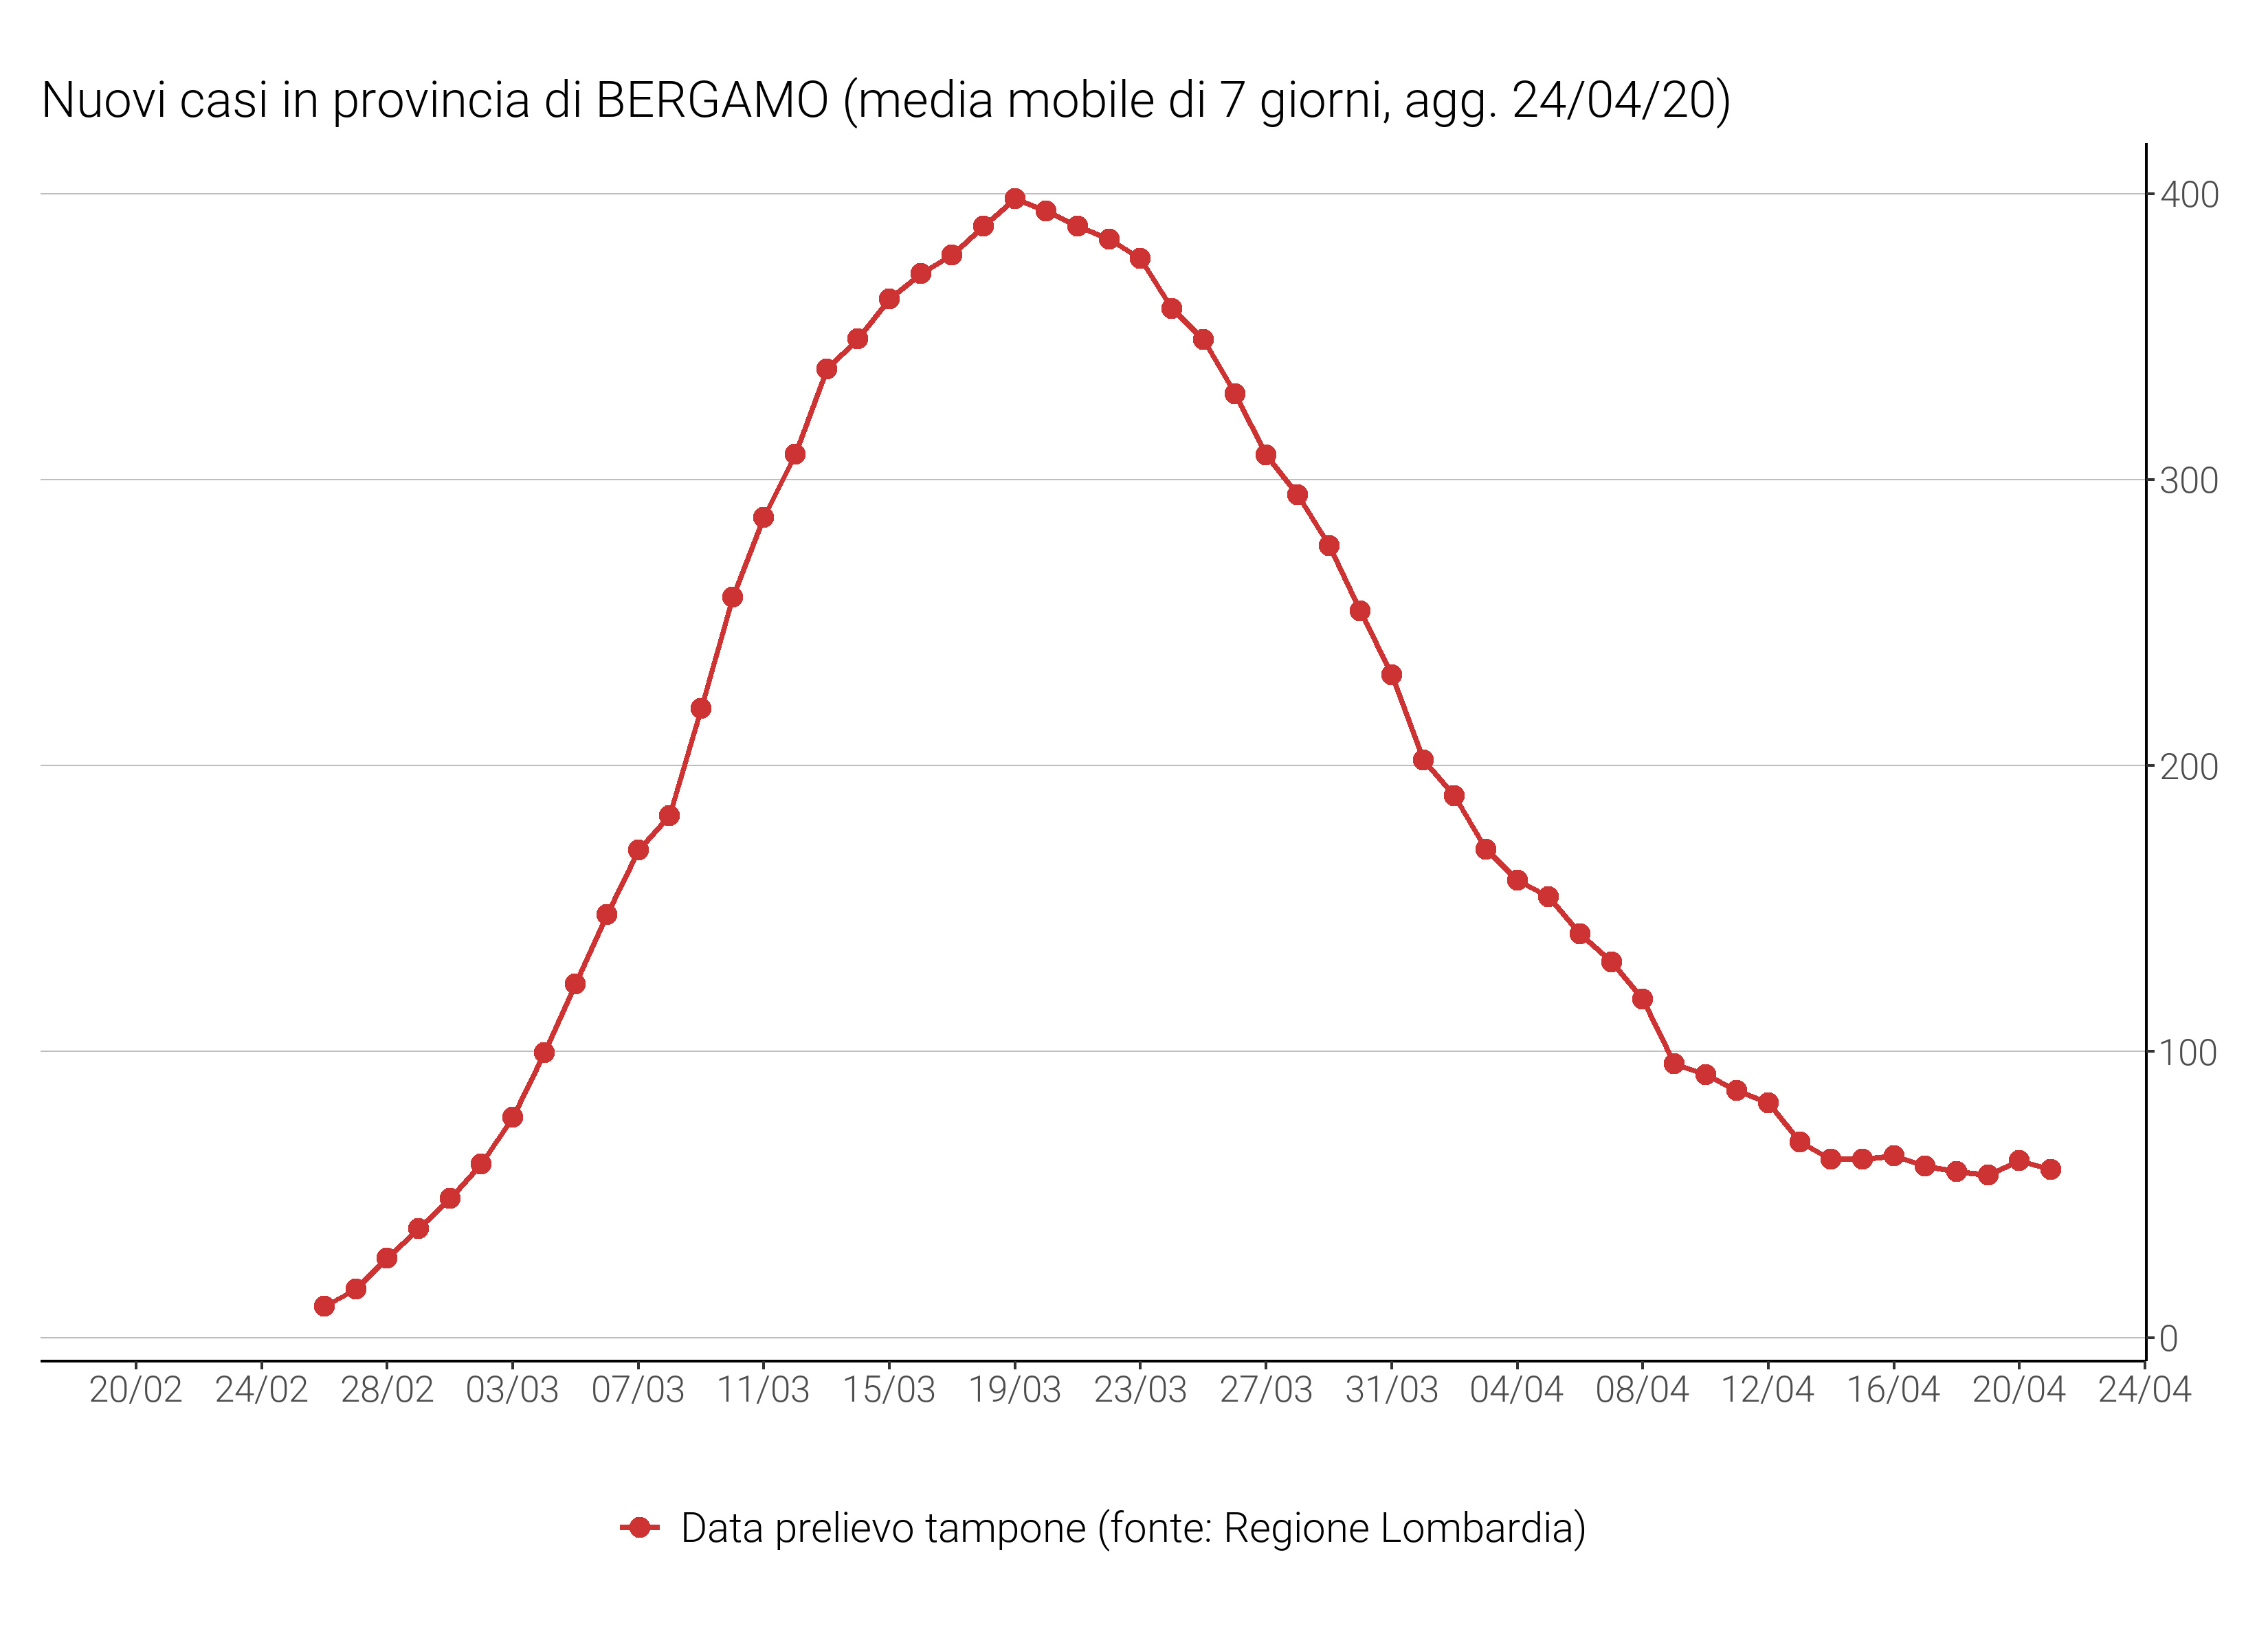 Nuovi casi in provincia di BERGAMO (media mobile di 7 giorni, agg. 24/04/20)
400
300
200
100
0
20/02 24/02 28/02 03/03 07/03 11/03 15/03 19/03 23/03 27/03 31/03 04/04 08/04 12/04 16/04 20/04 24/04
Data prelievo tampone (fonte: Regione Lombardia)